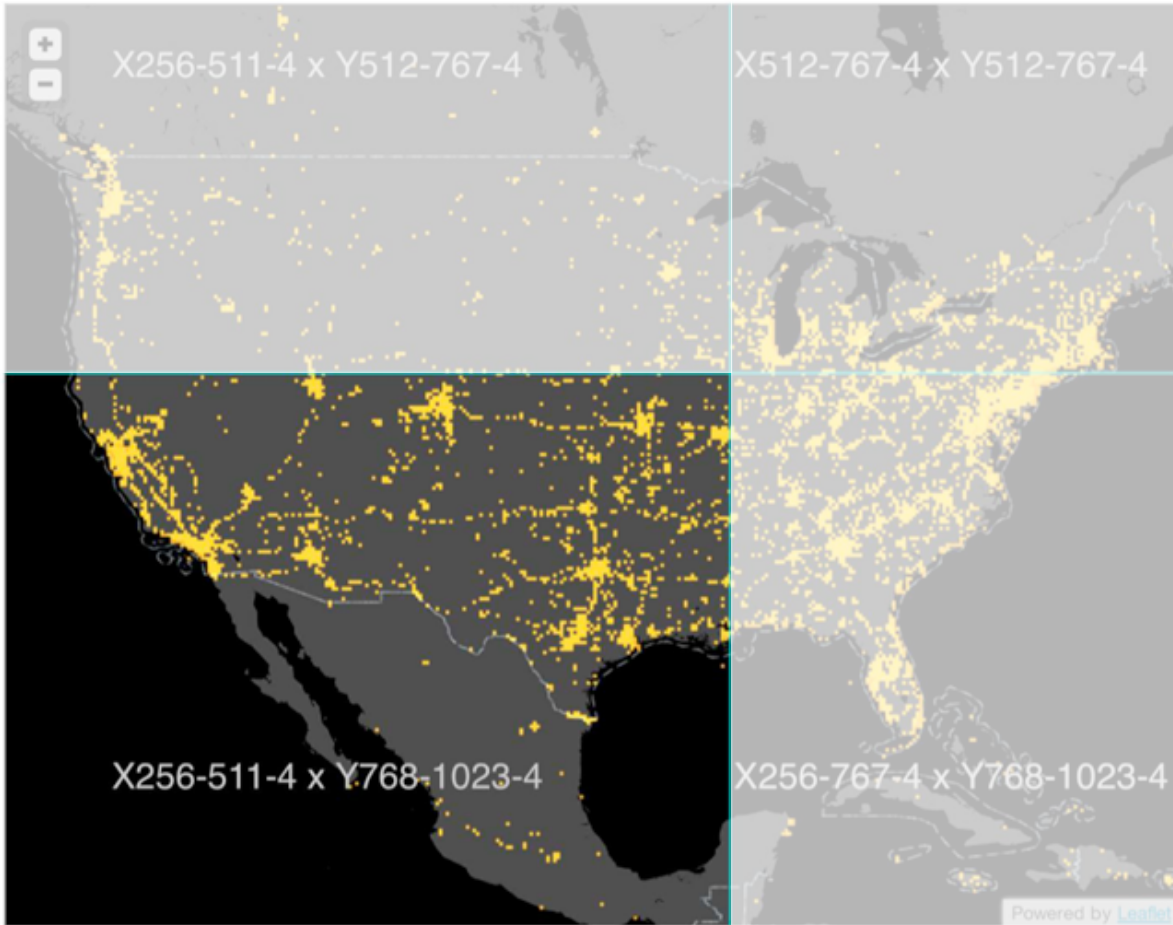 +
−
X256-511-4 x Y512-767-4
X512-767-4 x Y512-767-4
X256-511-4 x Y768-1023-4
X256-767-4 x Y768-1023-4
Powered by Leaflet